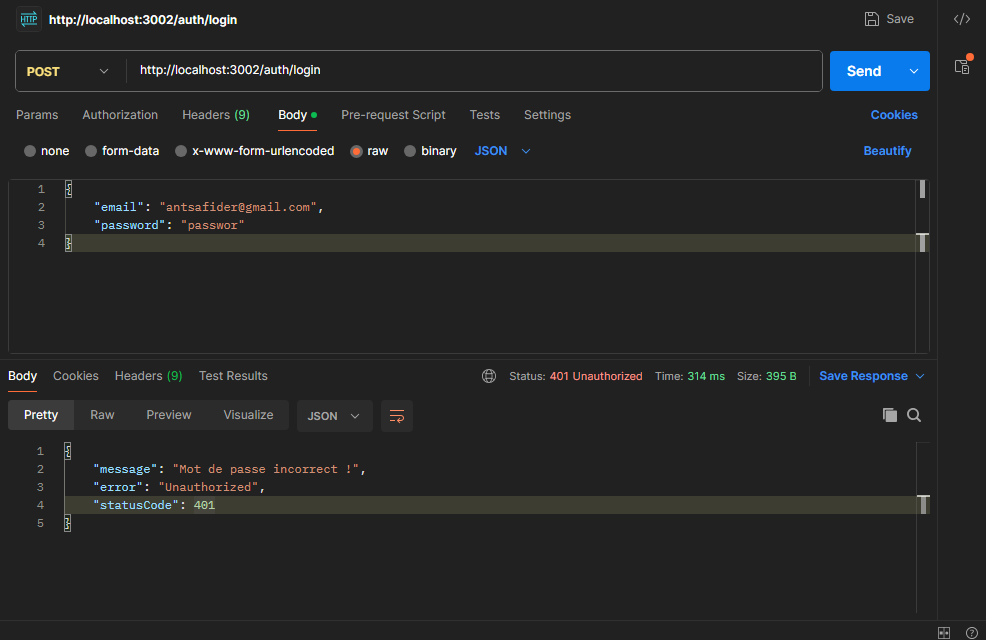 HTTP http://localhost:3002/auth/login Save
POST http://localhost:3002/auth/login Send
Params Authorization Headers (9) Body Pre-request Script Tests Settings Cookies
none form-data x-www-form-urlencoded raw binary JSON Beautify
1 {
2 "email": "antsafider@gmail.com",
3 "password": "passwor"
4 }
Body Cookies Headers (9) Test Results Status: 401 Unauthorized Time: 314 ms Size: 395 B Save Response
Pretty Raw Preview Visualize JSON
1 {
2 "message": "Mot de passe incorrect !",
3 "error": "Unauthorized",
4 "statusCode": 401
5 }